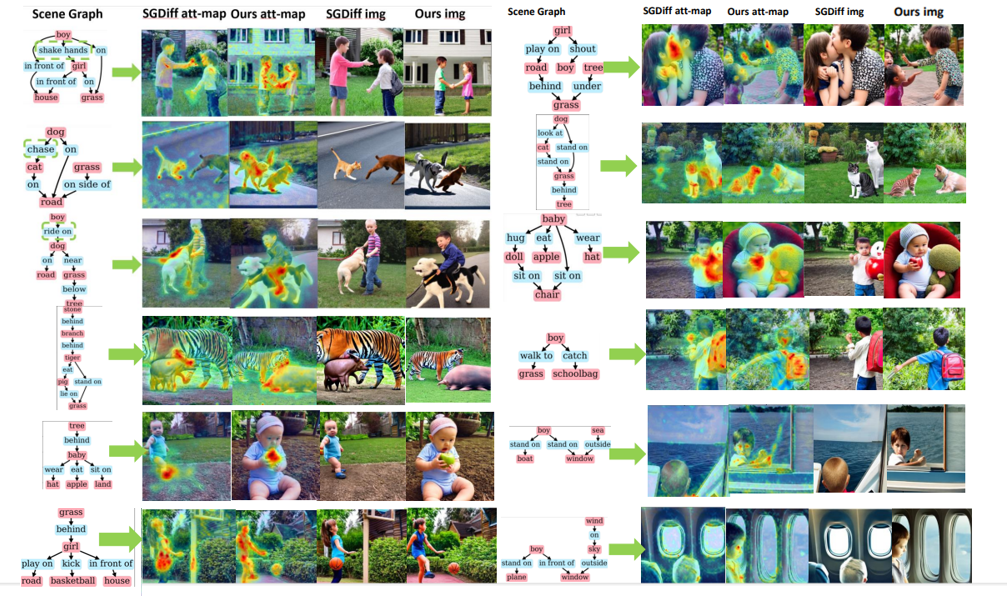 Scene Graph SGDiff att-map Ours att-map SGDiff img Ours img
boy
shake hands on
in front of girl
in front of on
house grass
dog
chase on
cat grass
on on side of
road
boy
ride on
dog
on near
road grass
below
tree
stone
behind
branch
behind
tiger
eat
pig stand on
lie on
grass
tree
behind
baby
wear eat sit on
hat apple land
grass
behind
girl
play on kick in front of
road basketball house
Scene Graph SGDiff att-map Ours att-map SGDiff img Ours img
girl
play on shout
road boy tree
behind under
grass
dog
look at
cat stand on
stand on
grass
behind
tree
baby
hug eat wear
doll apple hat
sit on sit on
chair
boy
walk to catch
grass schoolbag
boy sea
stand on stand on outside
boat window
wind
on
boy sky
stand on in front of outside
plane window